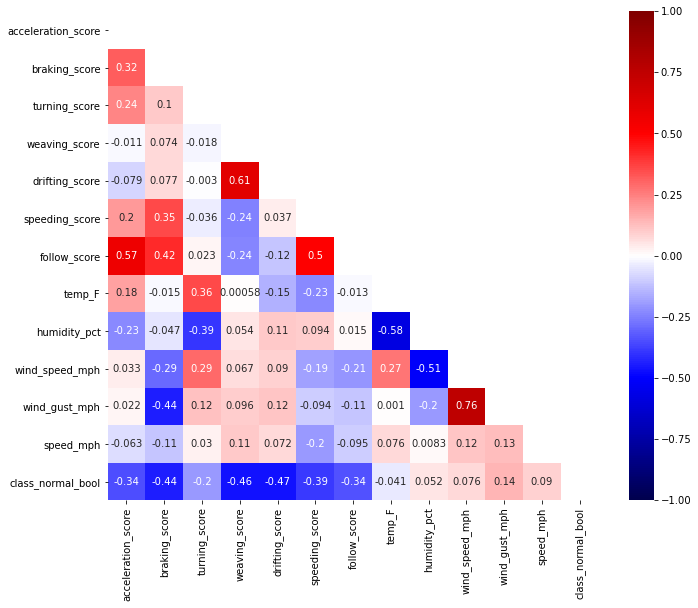 1.00
acceleration_score
braking_score 0.32
0.75
turning_score 0.24 0.1
weaving_score -0.011 0.074 -0.018
0.50
drifting_score -0.079 0.077 -0.003 0.61
speeding_score 0.2 0.35 -0.036 -0.24 0.037
0.25
follow_score 0.57 0.42 0.023 -0.24 -0.12 0.5
0.00
temp_F 0.18 -0.015 0.36 0.00058 -0.15 -0.23 -0.013
humidity_pct -0.23 -0.047 -0.39 0.054 0.11 0.094 0.015 -0.58
-0.25
wind_speed_mph 0.033 -0.29 0.29 0.067 0.09 -0.19 -0.21 0.27 -0.51
-0.50
wind_gust_mph 0.022 -0.44 0.12 0.096 0.12 -0.094 -0.11 0.001 -0.2 0.76
speed_mph -0.063 -0.11 0.03 0.11 0.072 -0.2 -0.095 0.076 0.0083 0.12 0.13
-0.75
class_normal_bool -0.34 -0.44 -0.2 -0.46 -0.47 -0.39 -0.34 -0.041 0.052 0.076 0.14 0.09
-1.00
acceleration_score
braking_score
turning_score
weaving_score
drifting_score
speeding_score
follow_score
temp_F
humidity_pct
wind_speed_mph
wind_gust_mph
speed_mph
class_normal_bool